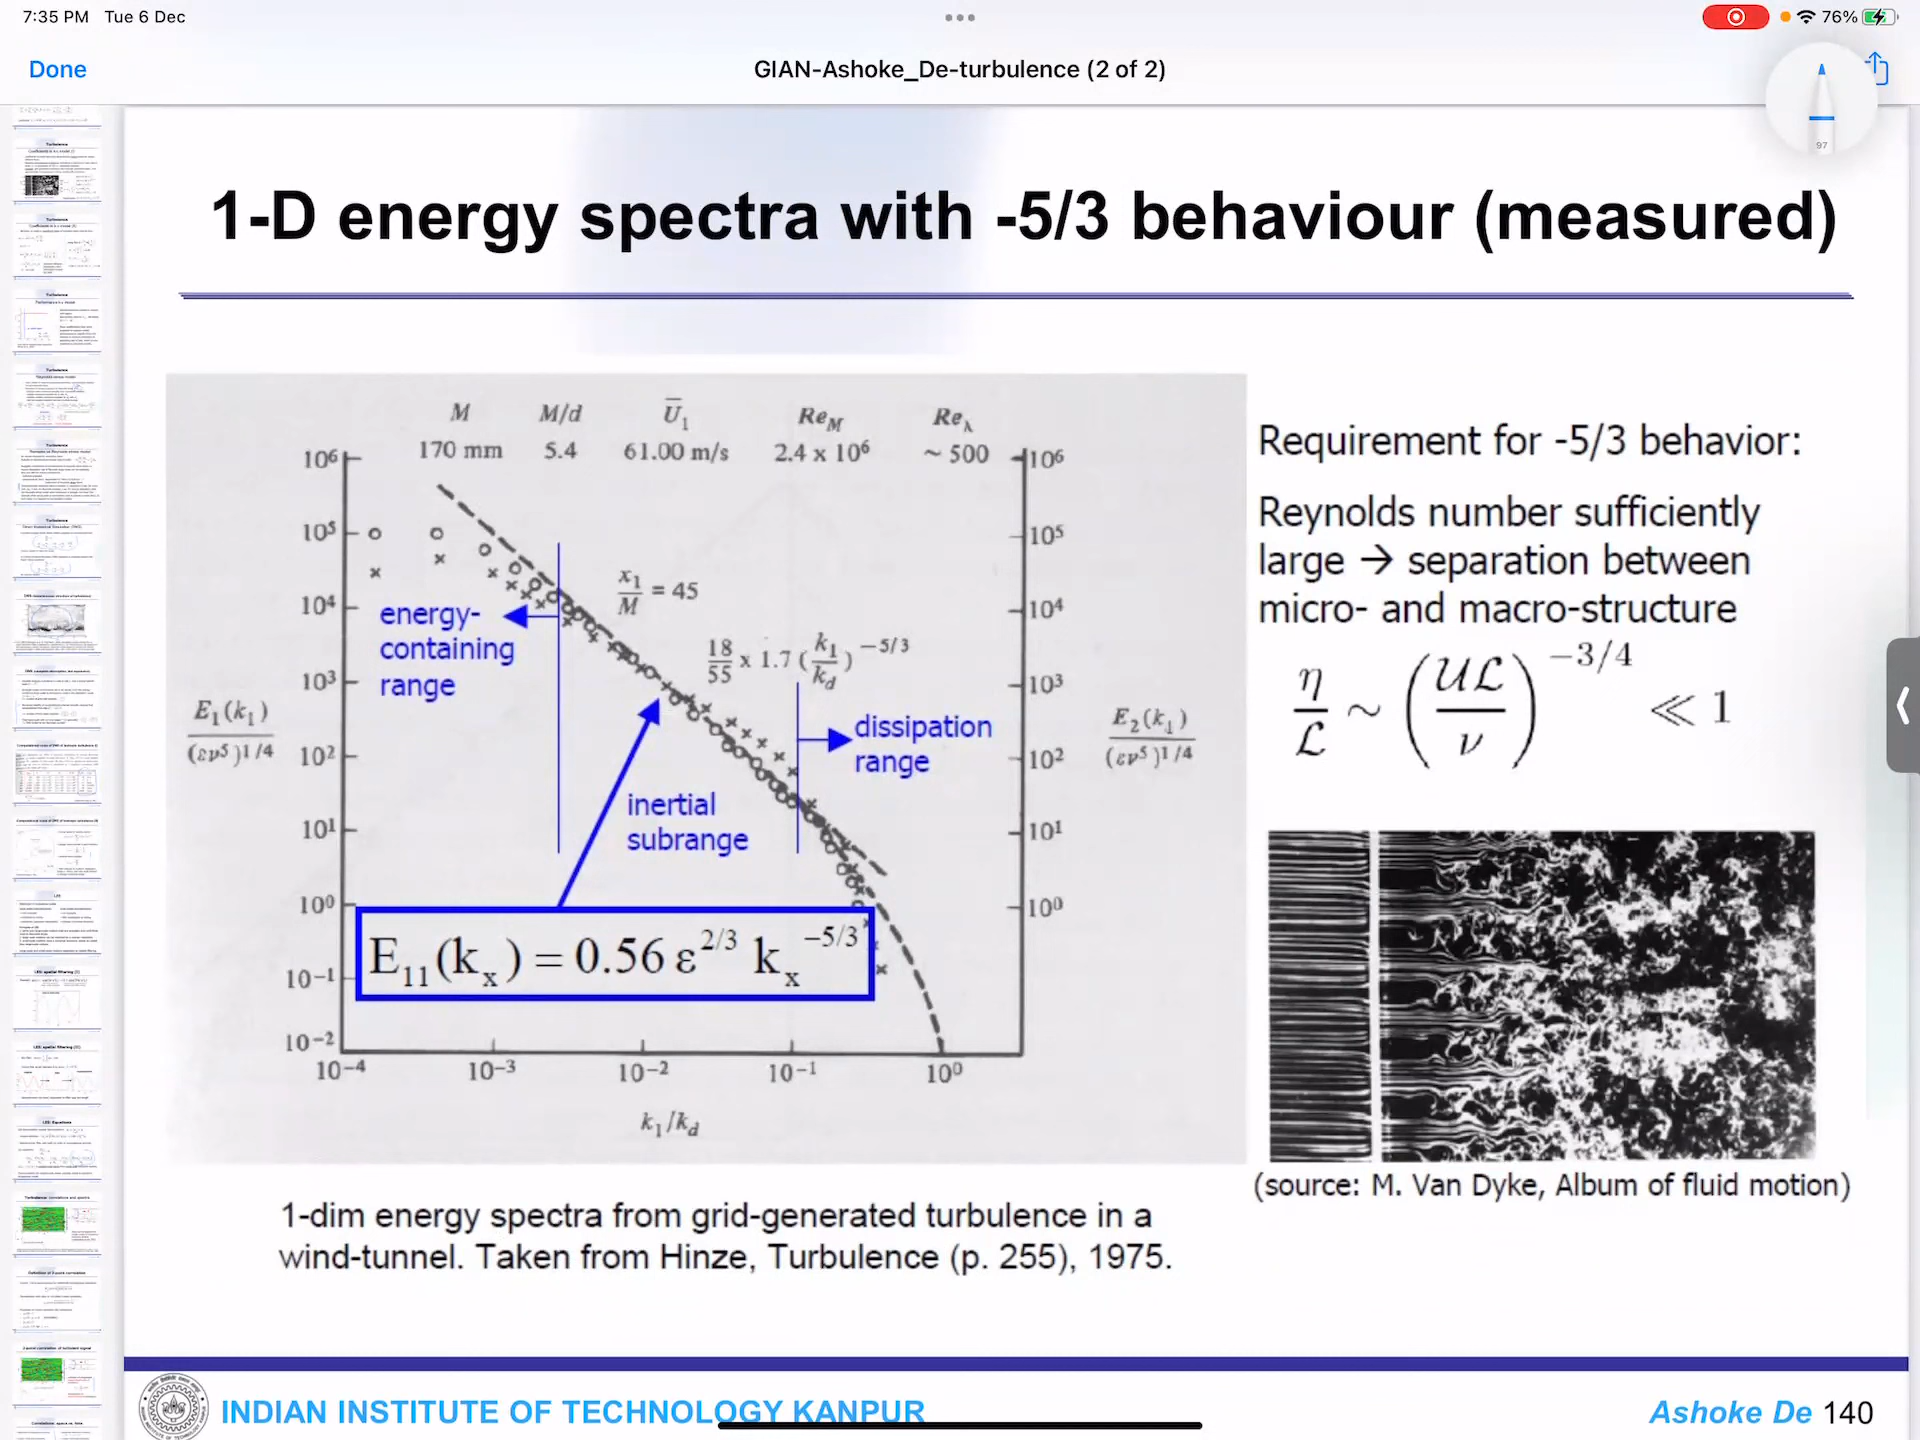 7:35 PM Tue 6 Dec
76%
Done
GIAN-Ashoke_De-turbulence (2 of 2)
97
1-D energy spectra with -5/3 behaviour (measured)
M M/d U̅₁ Re_M Re_λ
170 mm 5.4 61.00 m/s 2.4 x 10⁶ ~ 500
10⁶
10⁵
10⁴
10³
10²
10¹
10⁰
10⁻¹
10⁻²
E₁(k₁)
(εν⁵)1/4
energy-
containing
range
x₁/M = 45
18/55 x 1.7 (k₁/k_d)^−5/3
dissipation
range
inertial
subrange
E₁₁(kₓ) = 0.56 ε^2/3 kₓ^−5/3
10⁶
10⁵
10⁴
10³
10²
10¹
10⁰
E₂(k₁)
(εν⁵)1/4
10⁻⁴ 10⁻³ 10⁻² 10⁻¹ 10⁰
k₁/k_d
1-dim energy spectra from grid-generated turbulence in a
wind-tunnel. Taken from Hinze, Turbulence (p. 255), 1975.
Requirement for -5/3 behavior:
Reynolds number sufficiently
large → separation between
micro- and macro-structure
η/ℒ ~ (𝒰ℒ/ν)^−3/4 ≪ 1
(source: M. Van Dyke, Album of fluid motion)
INDIAN INSTITUTE OF TECHNOLOGY KANPUR
Ashoke De 140